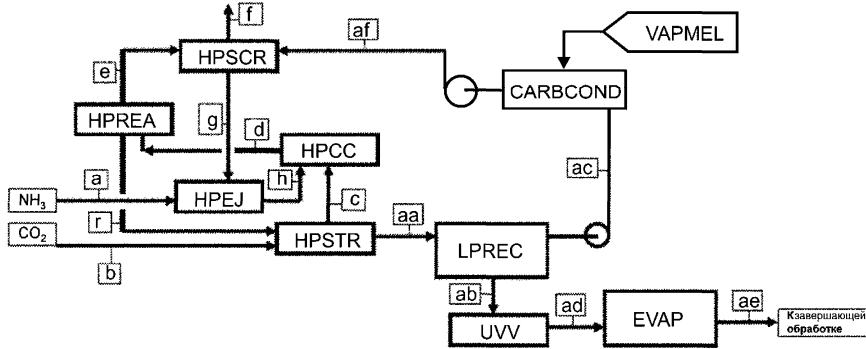 f
af
VAPMEL
HPSCR
e
CARBCOND
HPREA
g
d
HPCC
ac
a
h
NH3
HPEJ
c
r
aa
CO2
HPSTR
LPREC
b
ab
ad
ae
UVV
EVAP
Кзавершающей
обработке